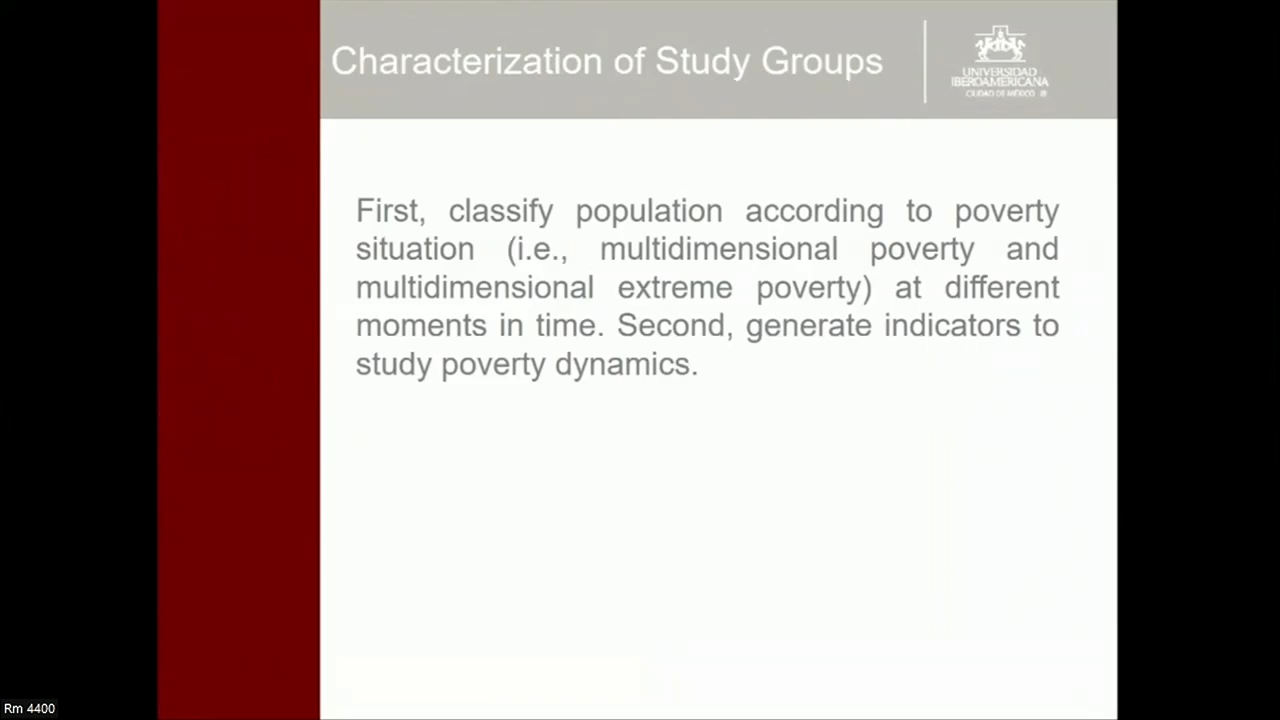 Characterization of Study Groups
UNIVERSIDAD
IBEROAMERICANA
CIUDAD DE MÉXICO ®
First, classify population according to poverty
situation (i.e., multidimensional poverty and
multidimensional extreme poverty) at different
moments in time. Second, generate indicators to
study poverty dynamics.
Rm 4400